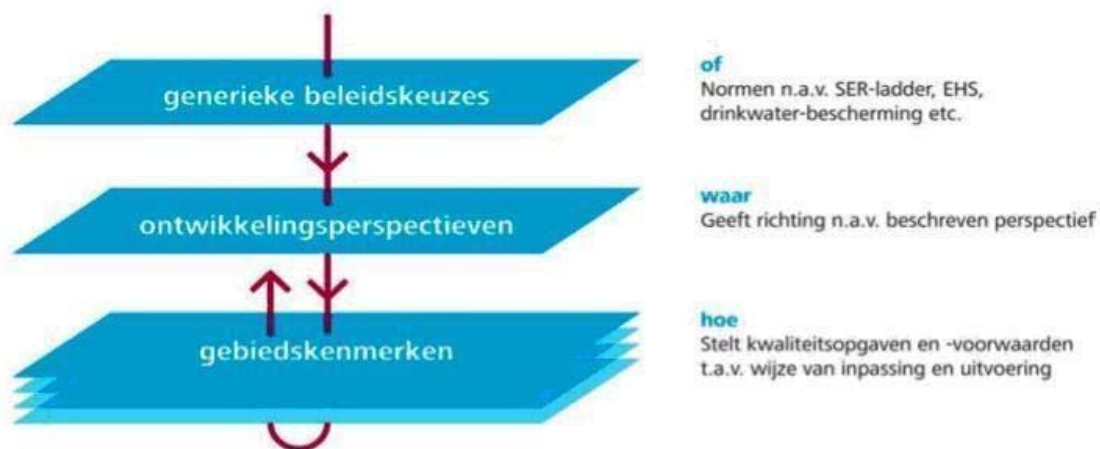 generieke beleidskeuzes
of
Normen n.a.v. SER-ladder, EHS,
drinkwater-bescherming etc.
ontwikkelingsperspectieven
waar
Geeft richting n.a.v. beschreven perspectief
gebiedskenmerken
hoe
Stelt kwaliteitsopgaven en -voorwaarden
t.a.v. wijze van inpassing en uitvoering